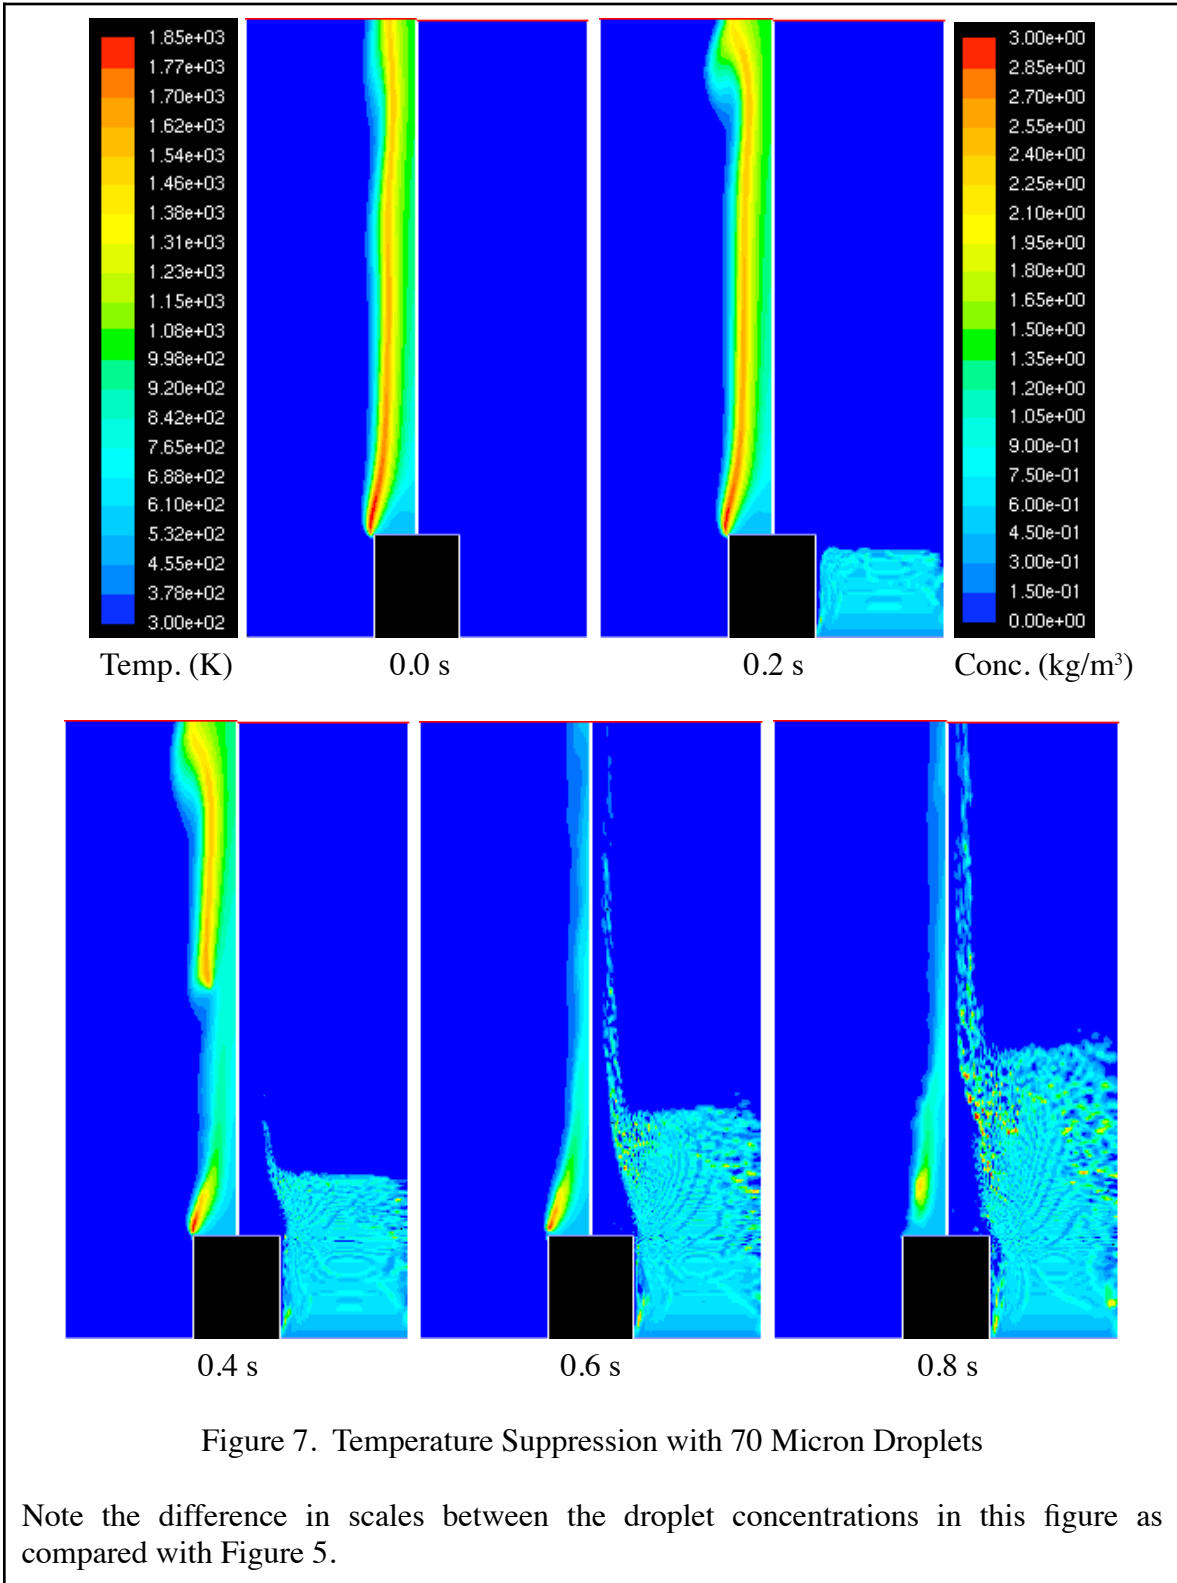 1.85e+03
1.77e+03
1.70e+03
1.62e+03
1.54e+03
1.46e+03
1.38e+03
1.31e+03
1.23e+03
1.15e+03
1.08e+03
9.98e+02
9.20e+02
8.42e+02
7.65e+02
6.88e+02
6.10e+02
5.32e+02
4.55e+02
3.78e+02
3.00e+02
3.00e+00
2.85e+00
2.70e+00
2.55e+00
2.40e+00
2.25e+00
2.10e+00
1.95e+00
1.80e+00
1.65e+00
1.50e+00
1.35e+00
1.20e+00
1.05e+00
9.00e-01
7.50e-01
6.00e-01
4.50e-01
3.00e-01
1.50e-01
0.00e+00
Temp. (K) 0.0 s 0.2 s Conc. (kg/m³)
0.4 s 0.6 s 0.8 s
Figure 7. Temperature Suppression with 70 Micron Droplets
Note the difference in scales between the droplet concentrations in this figure as
compared with Figure 5.